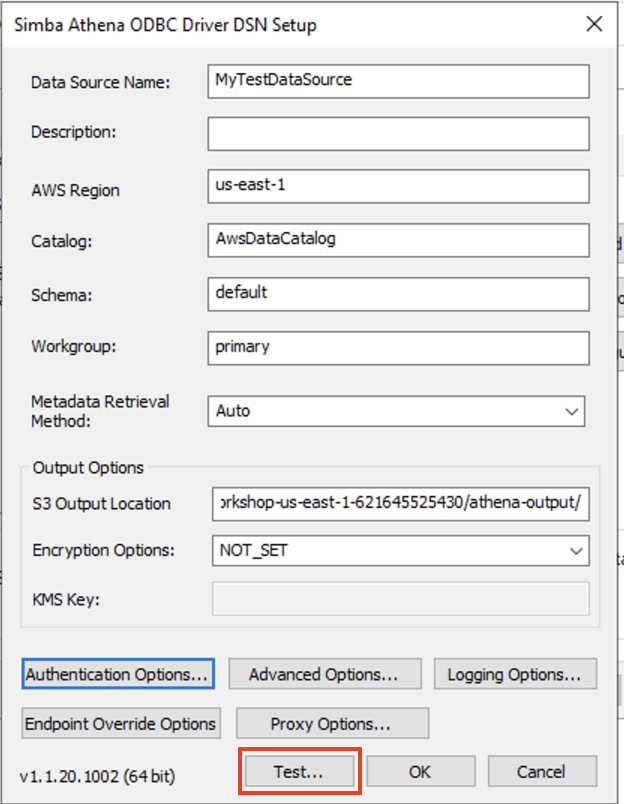 Simba Athena ODBC Driver DSN Setup
Data Source Name: MyTestDataSource
Description:
AWS Region us-east-1
Catalog: AwsDataCatalog
Schema: default
Workgroup: primary
Metadata Retrieval
Method: Auto
Output Options
S3 Output Location orkshop-us-east-1-621645525430/athena-output/
Encryption Options: NOT_SET
KMS Key:
Authentication Options... Advanced Options... Logging Options...
Endpoint Override Options Proxy Options...
v1.1.20.1002 (64 bit) Test... OK Cancel